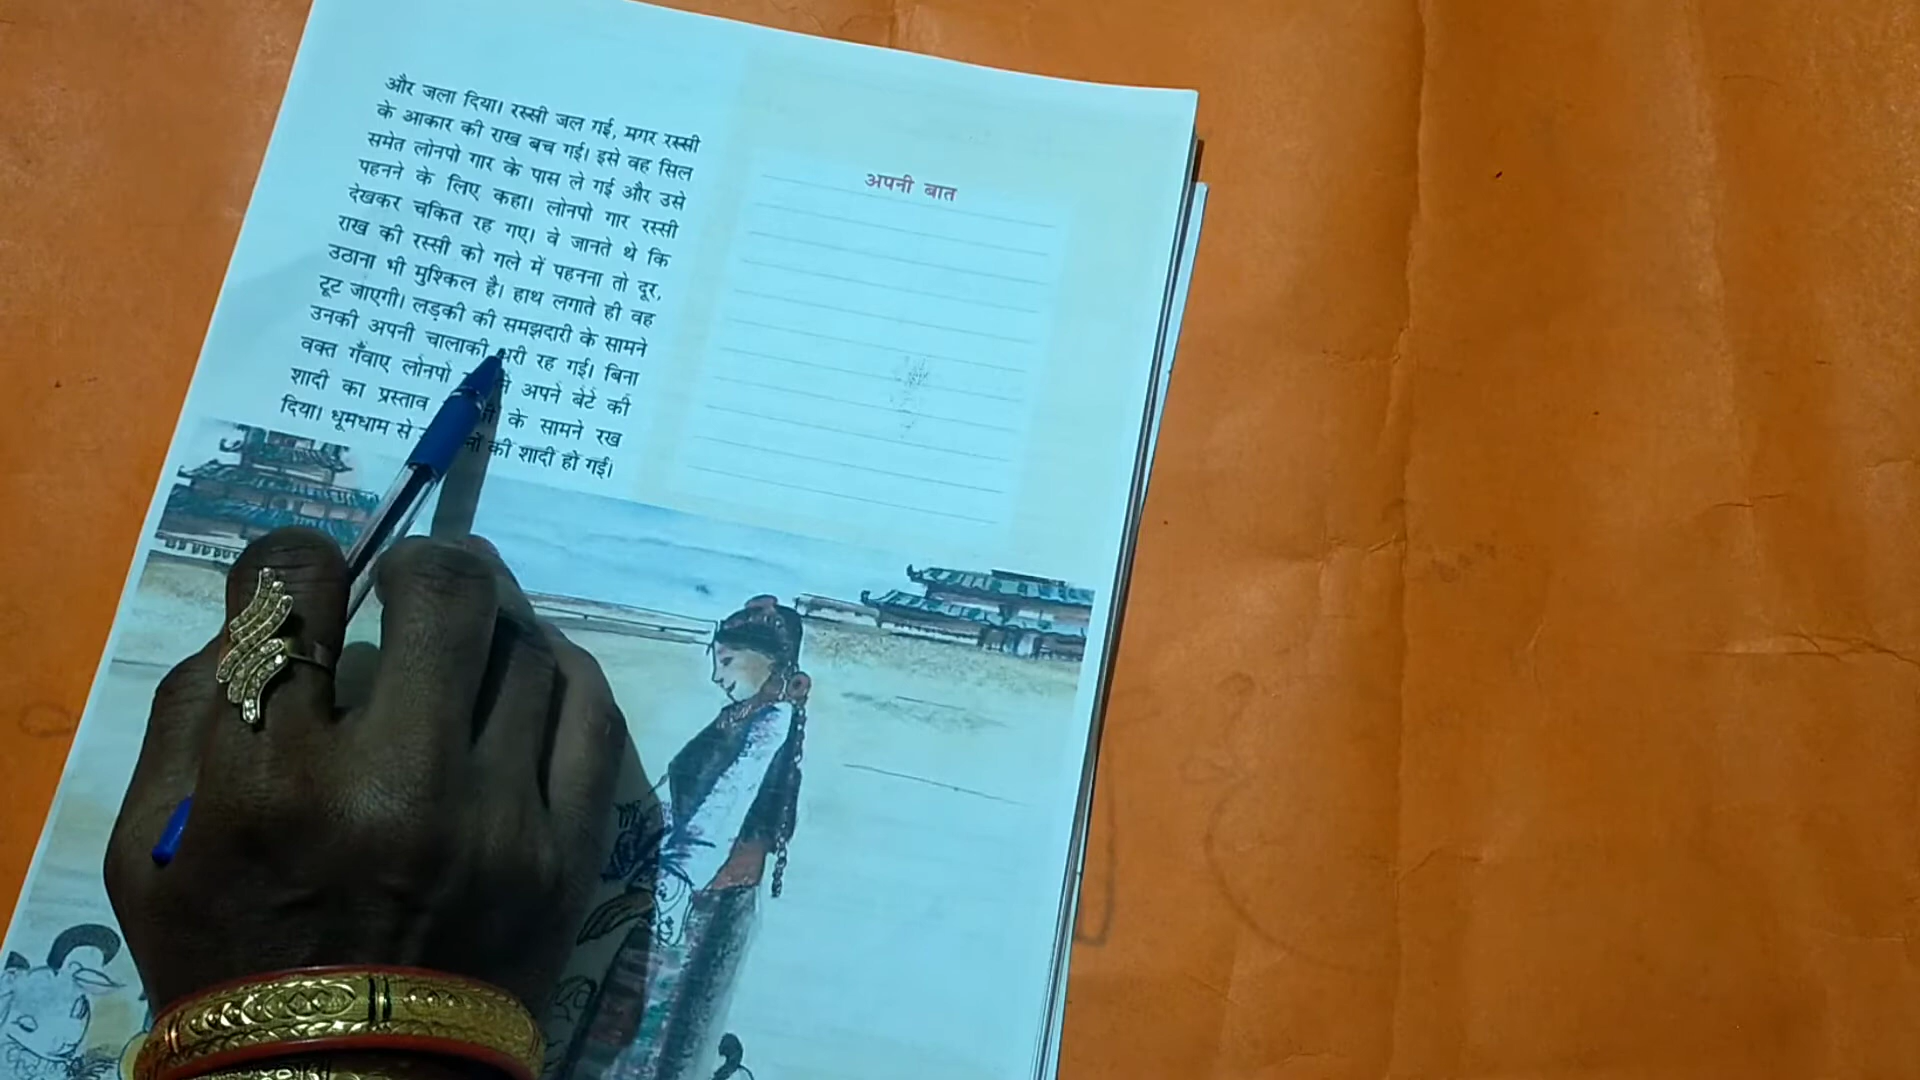 और जला दिया। रस्सी जल गई, मगर रस्सी
के आकार की राख बच गई। इसे वह सिल
समेत लोनपो गार के पास ले गई और उसे
पहनने के लिए कहा। लोनपो गार रस्सी
देखकर चकित रह गए। वे जानते थे कि
राख की रस्सी को गले में पहनना तो दूर,
उठाना भी मुश्किल है। हाथ लगाते ही वह
टूट जाएगी। लड़की की समझदारी के सामने
उनकी अपनी चालाकी रह गई। बिना
वक्त गँवाए लोनपो अपने बेटे की
शादी का प्रस्ताव के सामने रख
दिया। धूमधाम से की शादी हो गई।
अपनी बात